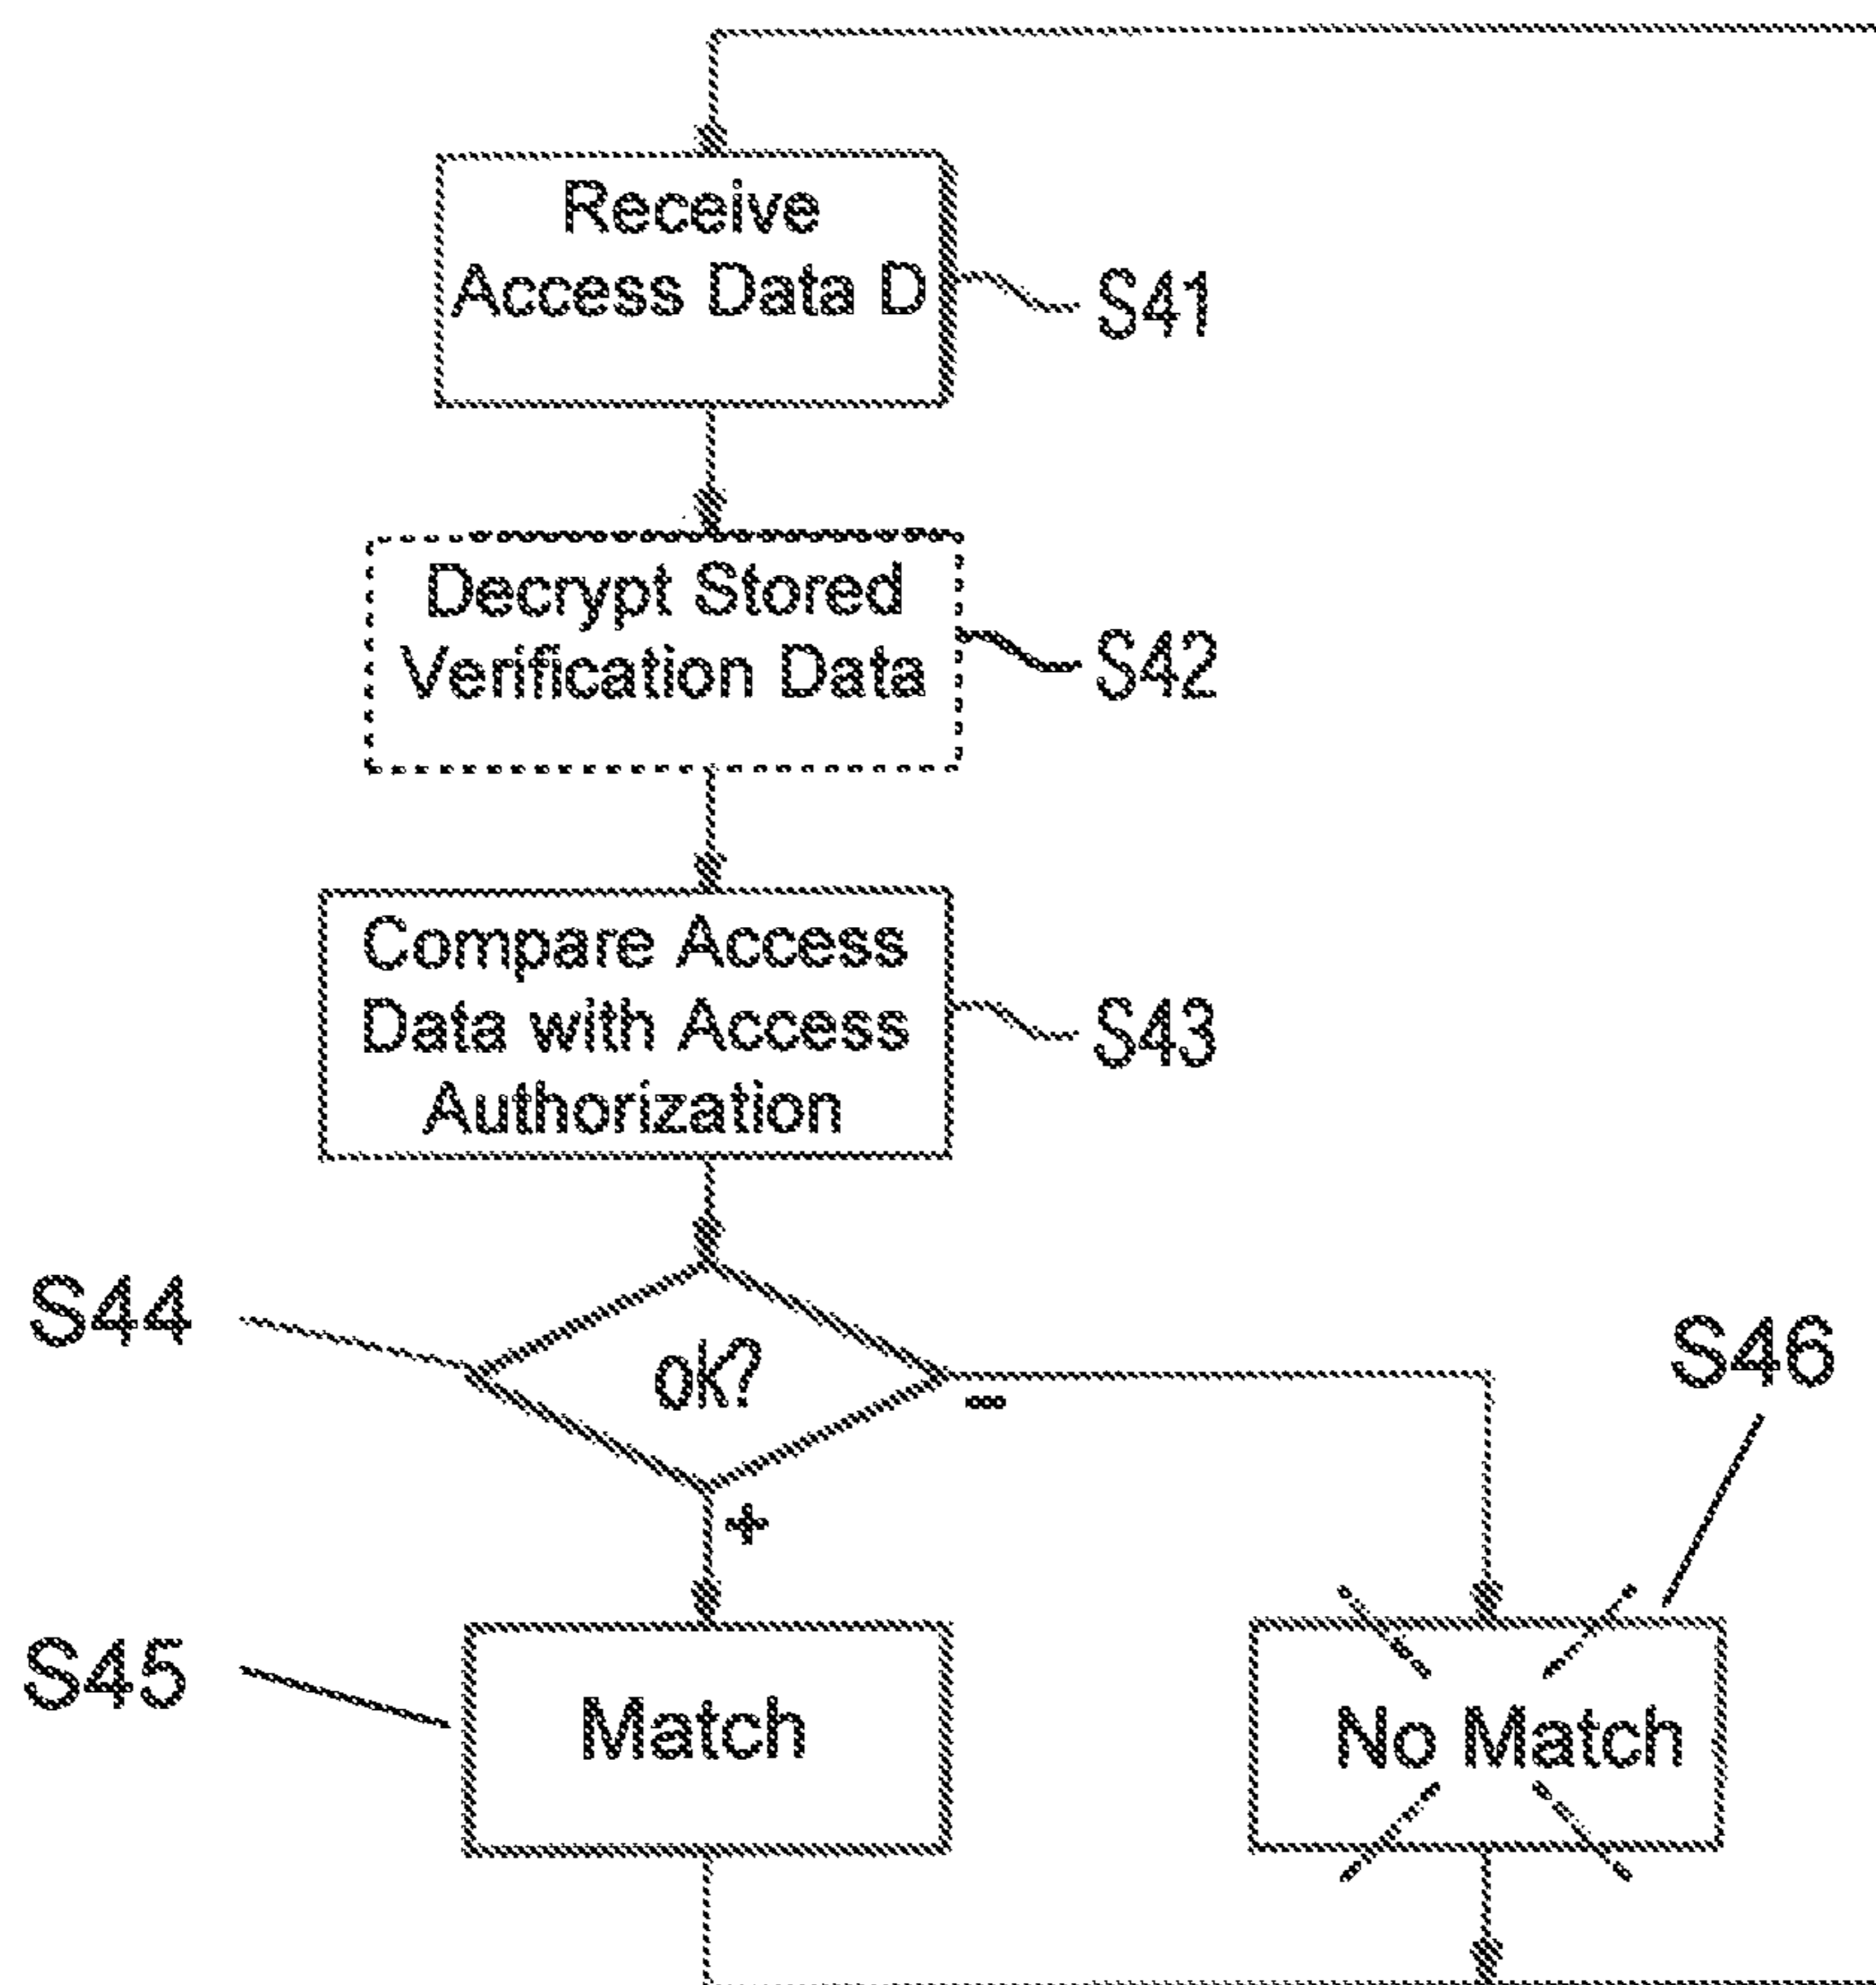 Receive
Access Data D
S41
Decrypt Stored
Verification Data
S42
Compare Access
Data with Access
Authorization
S43
S44
ok?
-
+
S46
S45
Match
No Match